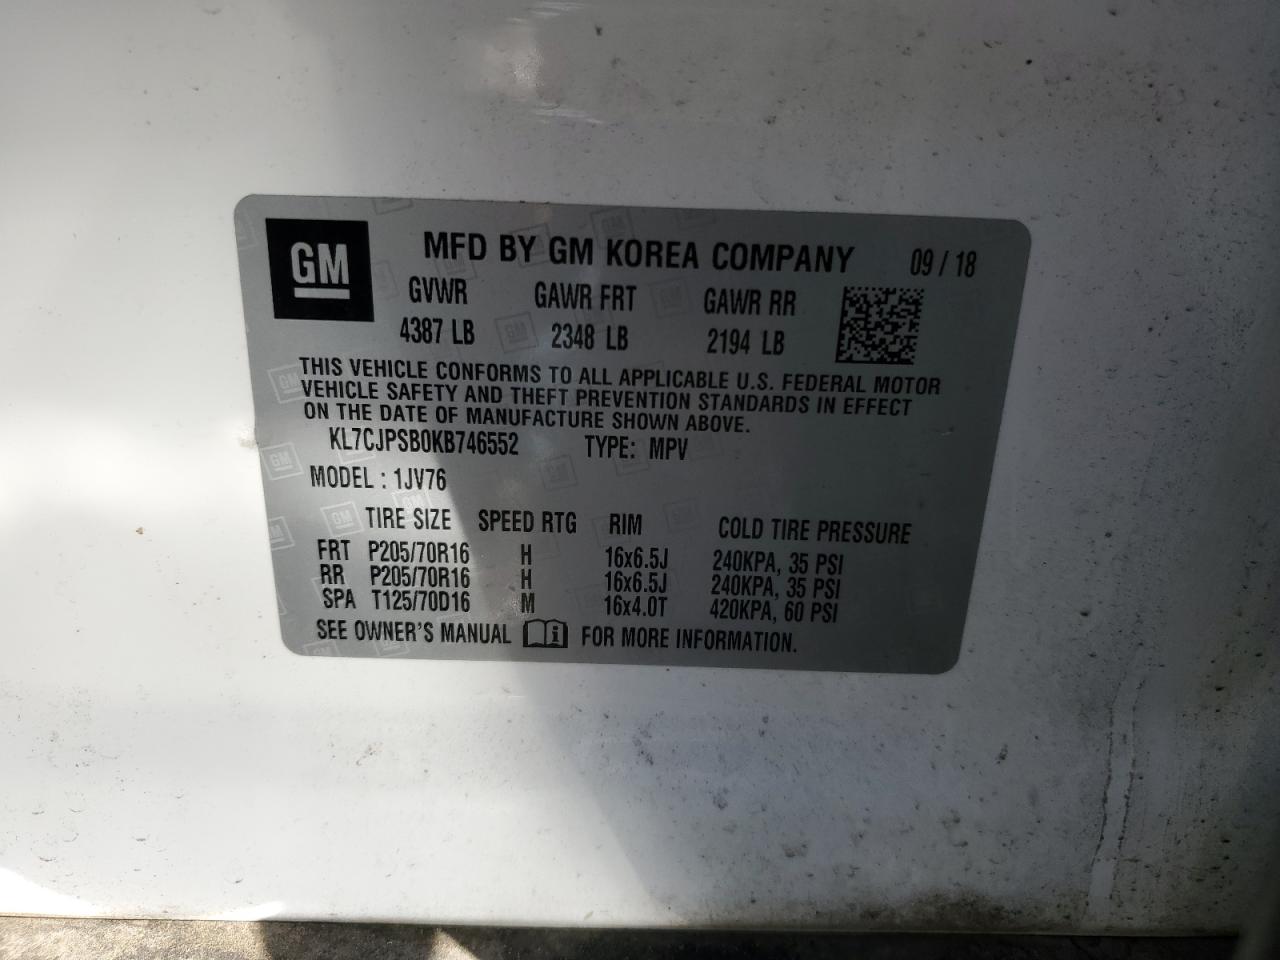 GM MFD BY GM KOREA COMPANY 09 / 18
GVWR GAWR FRT GAWR RR
4387 LB 2348 LB 2194 LB
THIS VEHICLE CONFORMS TO ALL APPLICABLE U.S. FEDERAL MOTOR
VEHICLE SAFETY AND THEFT PREVENTION STANDARDS IN EFFECT
ON THE DATE OF MANUFACTURE SHOWN ABOVE.
KL7CJPSB0KB746552 TYPE: MPV
MODEL : 1JV76
TIRE SIZE SPEED RTG RIM COLD TIRE PRESSURE
FRT P205/70R16 H 16x6.5J 240KPA, 35 PSI
RR P205/70R16 H 16x6.5J 240KPA, 35 PSI
SPA T125/70D16 M 16x4.0T 420KPA, 60 PSI
SEE OWNER'S MANUAL i FOR MORE INFORMATION.